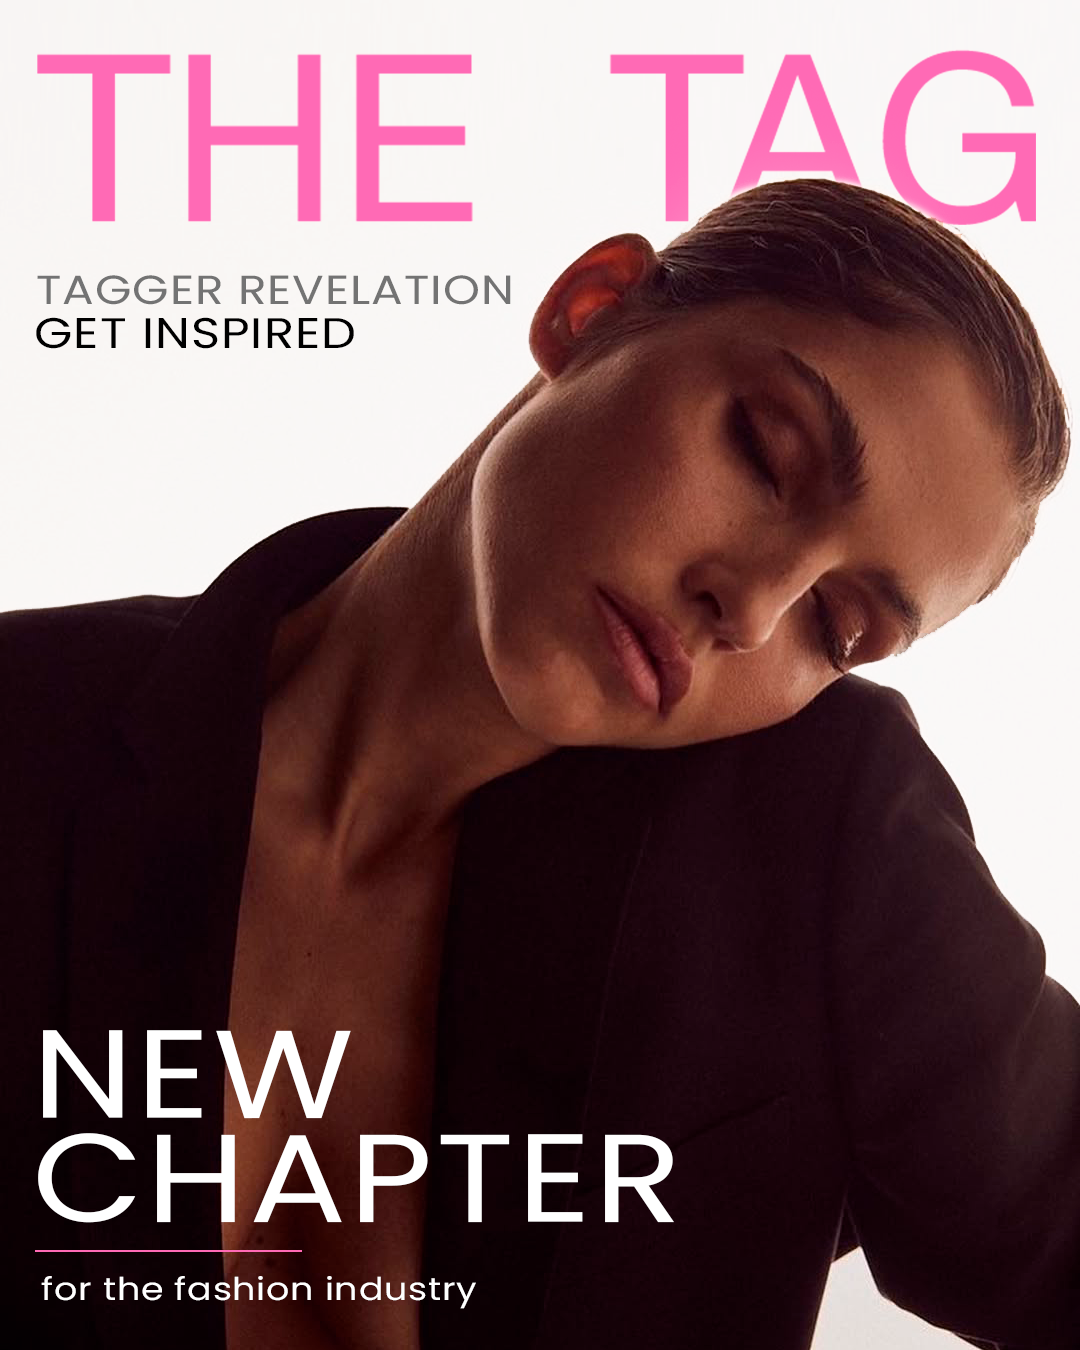 THE TAG
TAGGER REVELATION
GET INSPIRED
NEW
CHAPTER
for the fashion industry